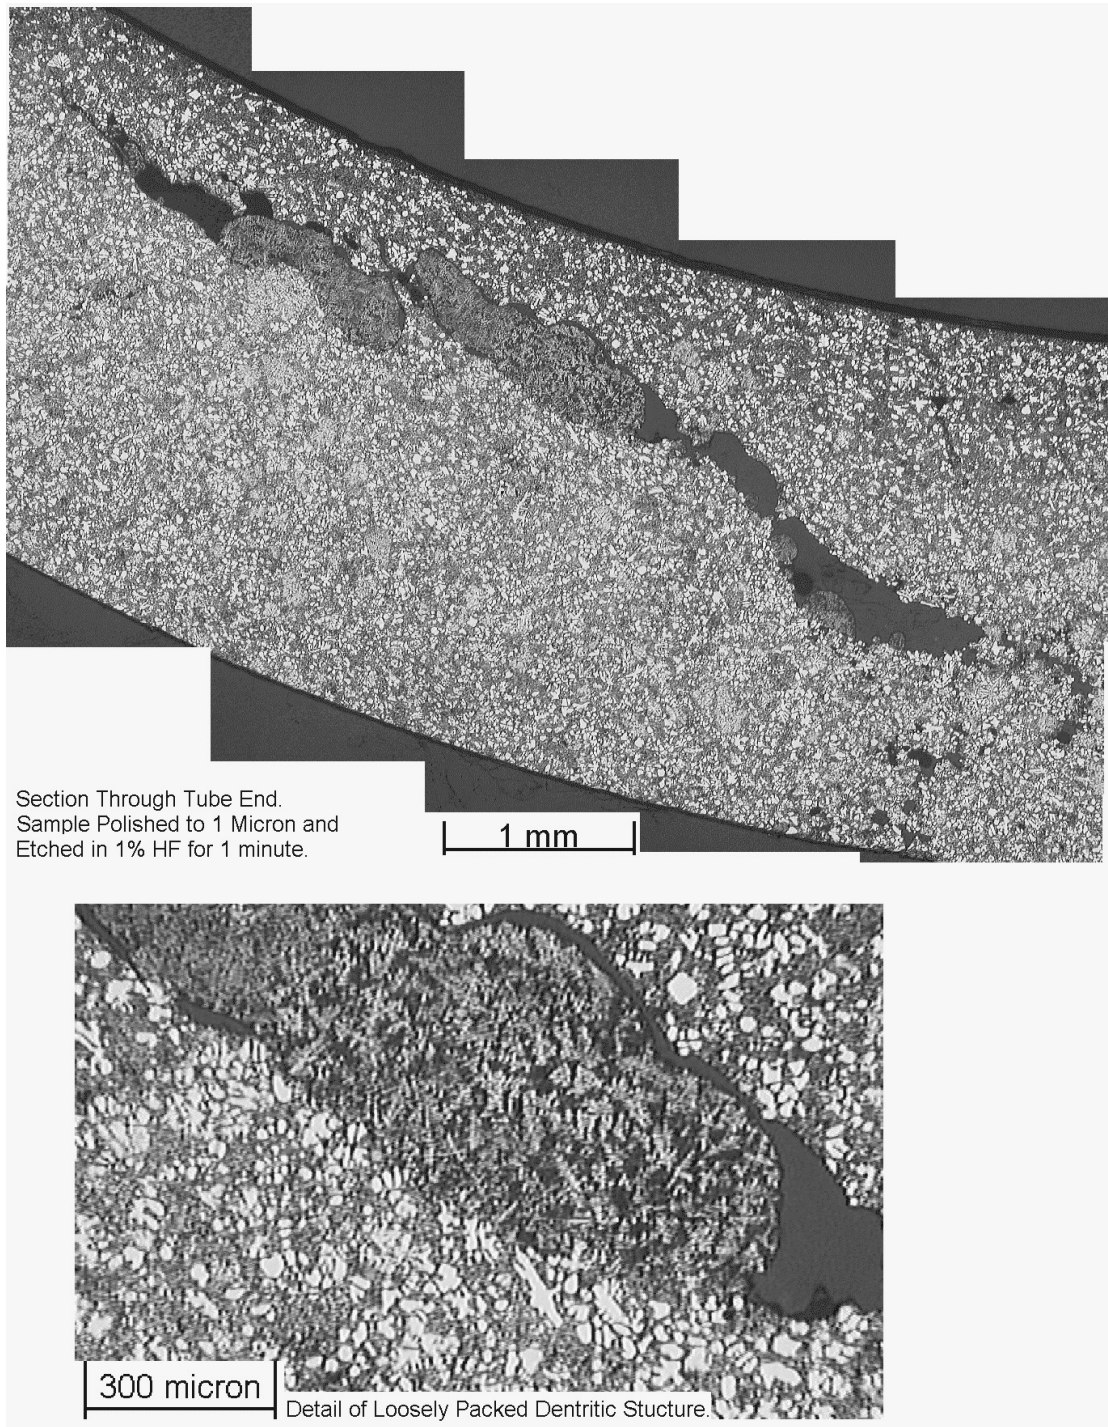 Section Through Tube End.
Sample Polished to 1 Micron and
Etched in 1% HF for 1 minute.
1 mm
300 micron
Detail of Loosely Packed Dentritic Stucture.